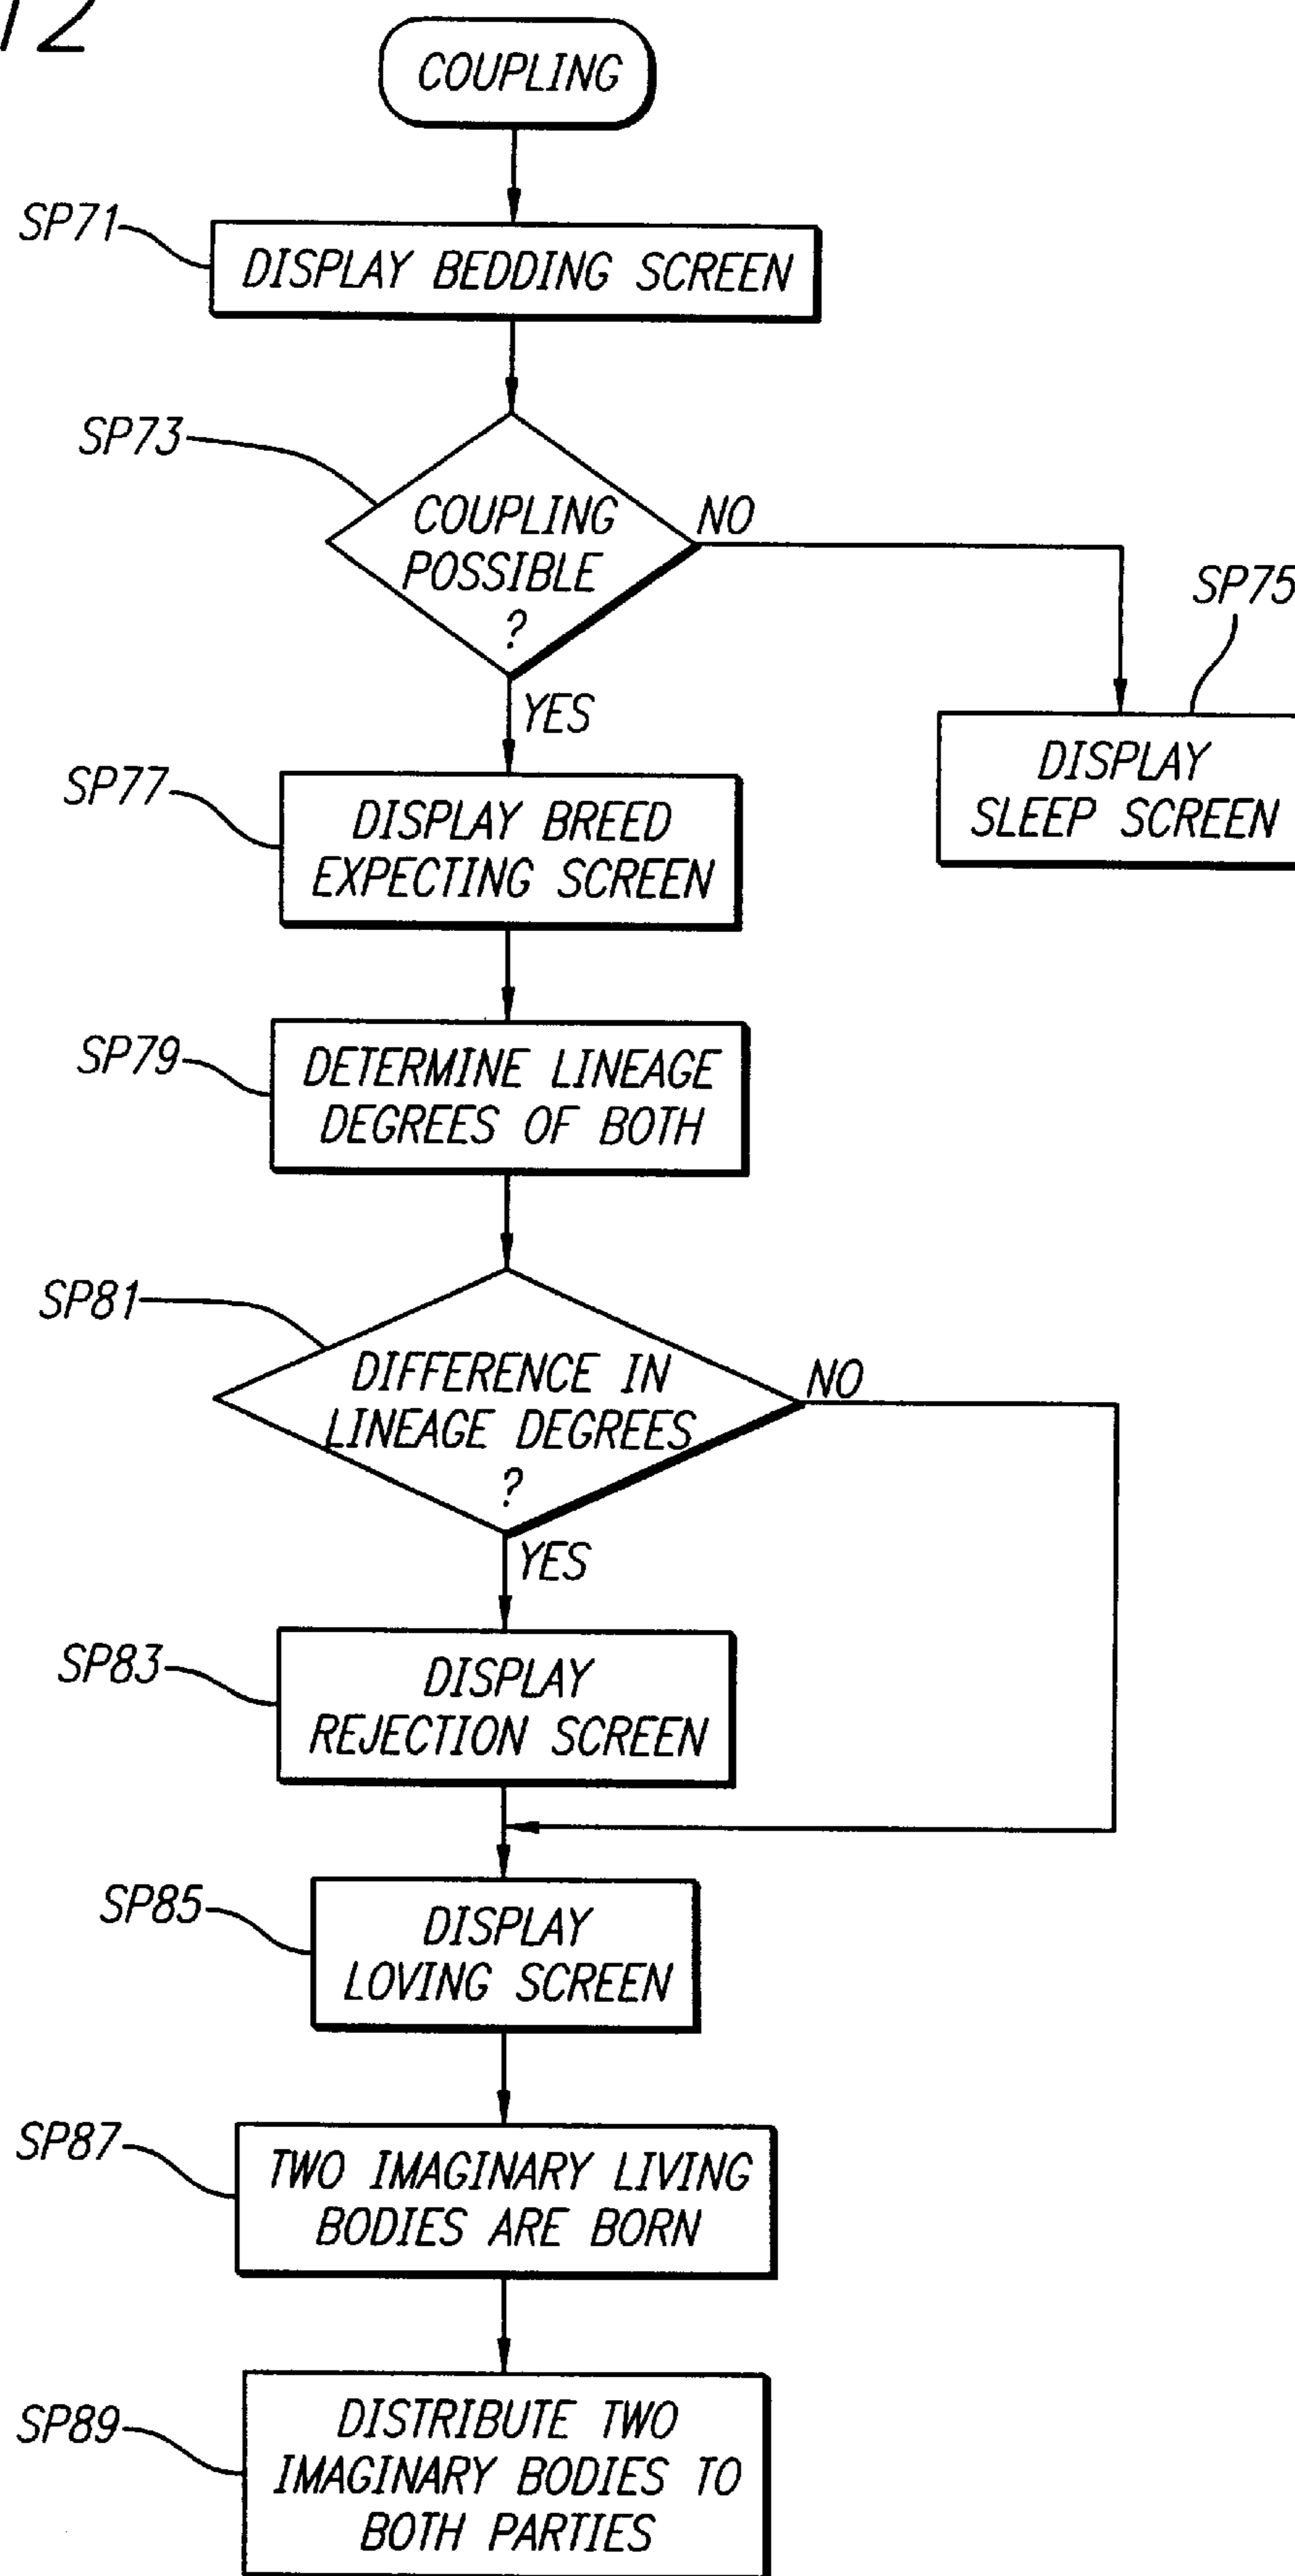 12
COUPLING
SP71
DISPLAY BEDDING SCREEN
SP73
COUPLING
POSSIBLE
?
NO
YES
SP75
DISPLAY
SLEEP SCREEN
SP77
DISPLAY BREED
EXPECTING SCREEN
SP79
DETERMINE LINEAGE
DEGREES OF BOTH
SP81
DIFFERENCE IN
LINEAGE DEGREES
?
NO
YES
SP83
DISPLAY
REJECTION SCREEN
SP85
DISPLAY
LOVING SCREEN
SP87
TWO IMAGINARY LIVING
BODIES ARE BORN
SP89
DISTRIBUTE TWO
IMAGINARY BODIES TO
BOTH PARTIES